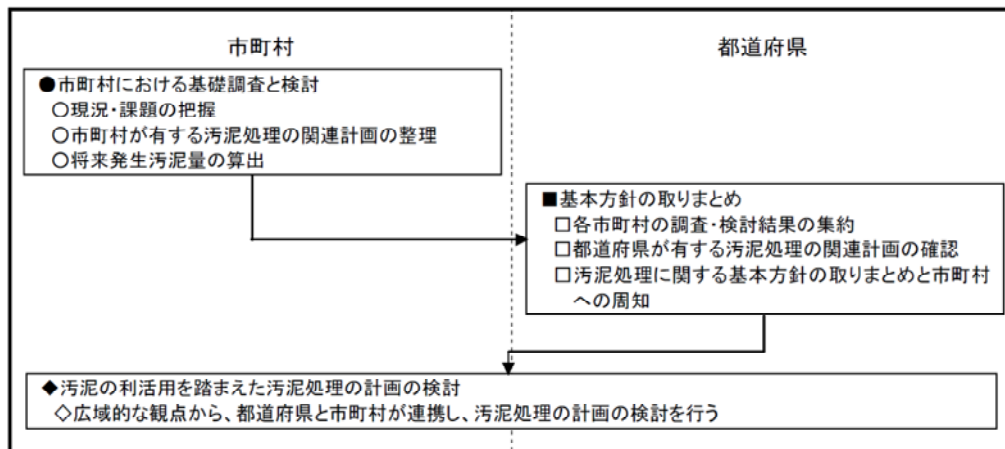 市町村
都道府県
●市町村における基礎調査と検討
○現況・課題の把握
○市町村が有する汚泥処理の関連計画の整理
○将来発生汚泥量の算出
■基本方針の取りまとめ
□各市町村の調査・検討結果の集約
□都道府県が有する汚泥処理の関連計画の確認
□汚泥処理に関する基本方針の取りまとめと市町村
への周知
◆汚泥の利活用を踏まえた汚泥処理の計画の検討
◇広域的な観点から、都道府県と市町村が連携し、汚泥処理の計画の検討を行う